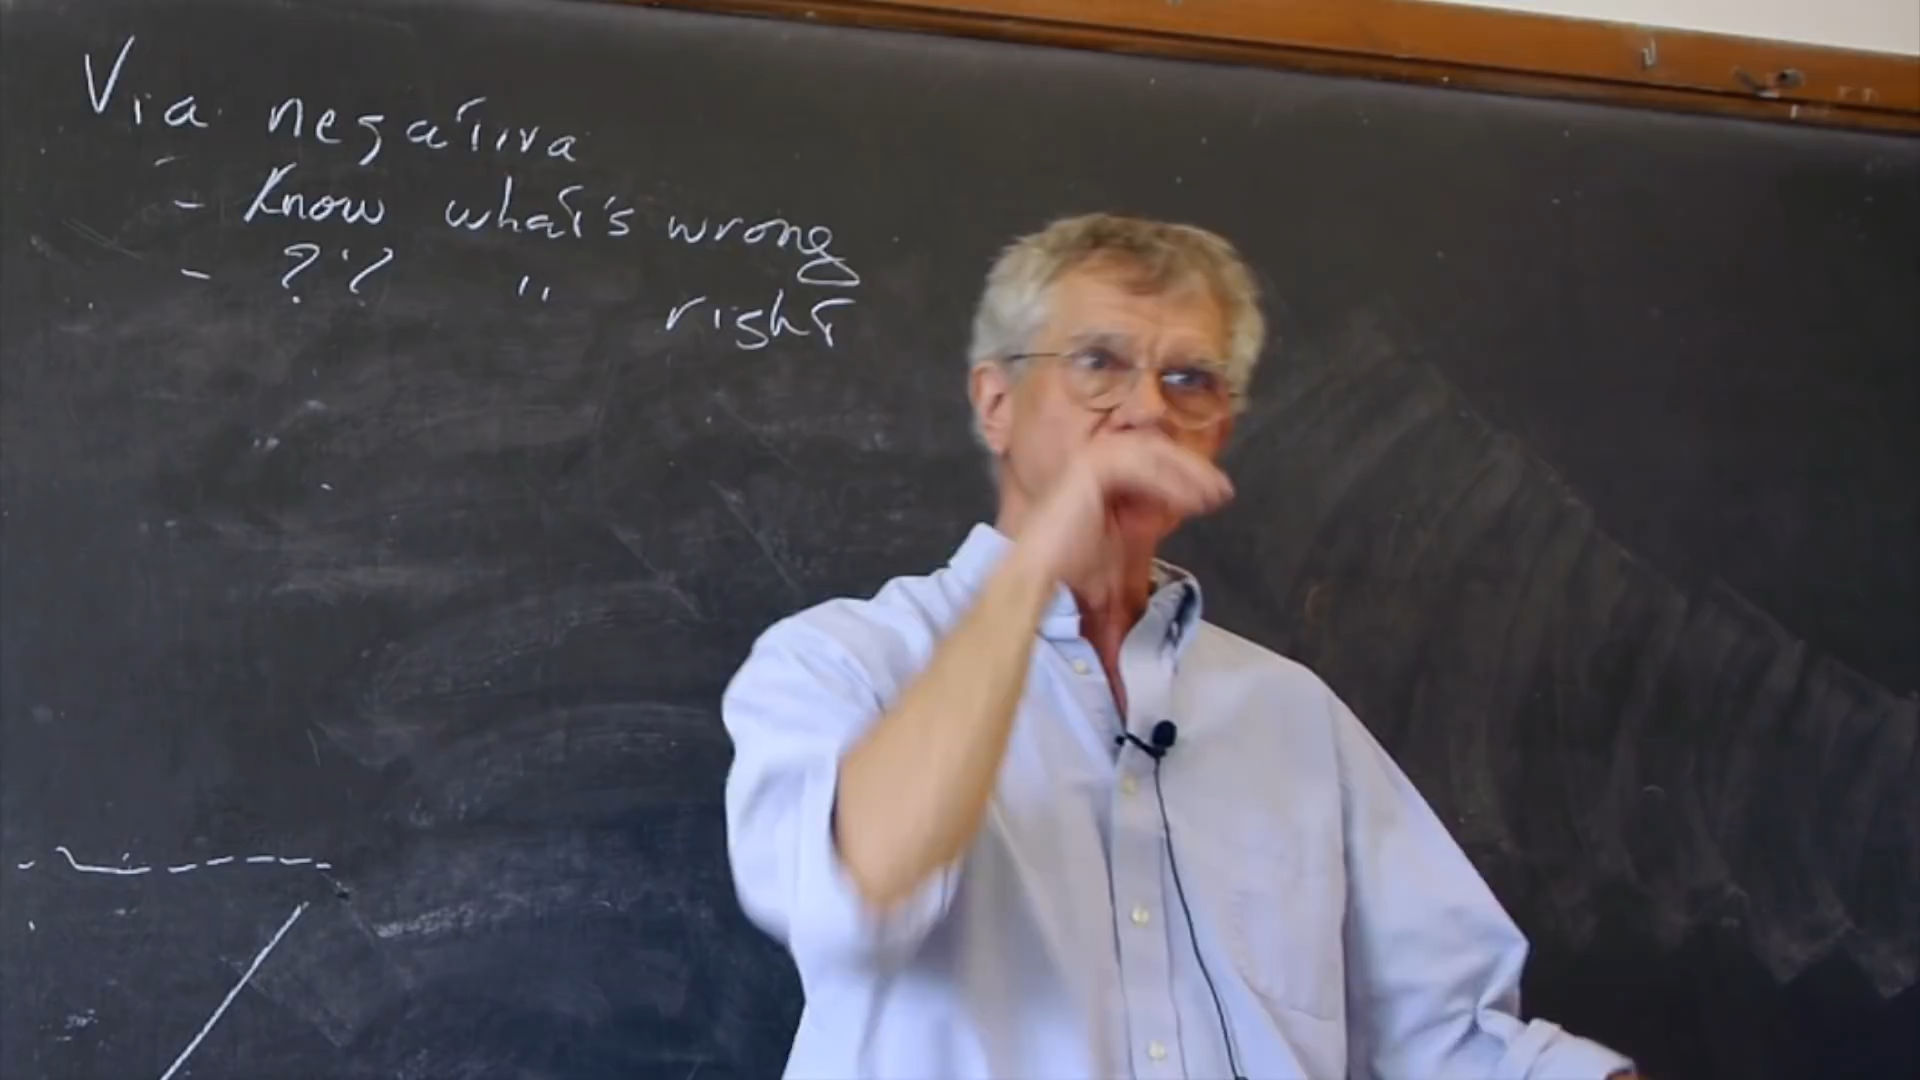 Via negativa
- Know what's wrong
- ?? " right